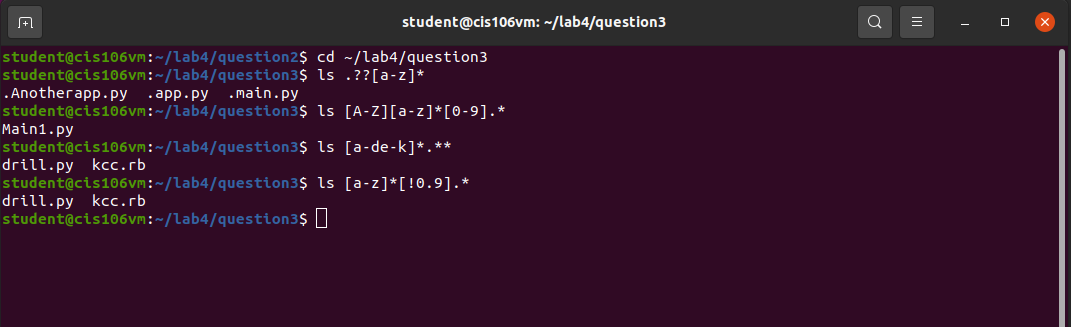 student@cis106vm: ~/lab4/question3
student@cis106vm:~/lab4/question2$ cd ~/lab4/question3
student@cis106vm:~/lab4/question3$ ls .??[a-z]*
.Anotherapp.py  .app.py  .main.py
student@cis106vm:~/lab4/question3$ ls [A-Z][a-z]*[0-9].*
Main1.py
student@cis106vm:~/lab4/question3$ ls [a-de-k]*.**
drill.py  kcc.rb
student@cis106vm:~/lab4/question3$ ls [a-z]*[!0.9].*
drill.py  kcc.rb
student@cis106vm:~/lab4/question3$